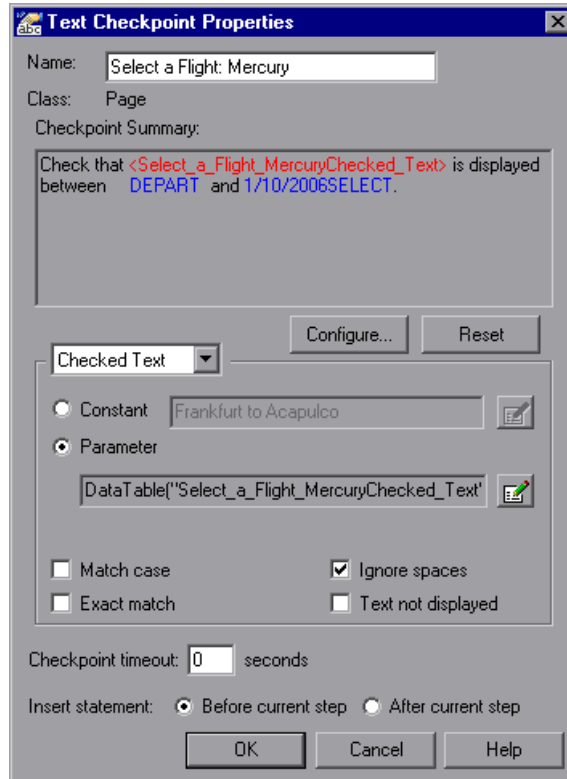 abc
Text Checkpoint Properties
Name: Select a Flight: Mercury
Class: Page
Checkpoint Summary:
Check that <Select_a_Flight_MercuryChecked_Text> is displayed
between DEPART and 1/10/2006SELECT.
Configure... Reset
Checked Text
Constant Frankfurt to Acapulco
Parameter
DataTable("Select_a_Flight_MercuryChecked_Text"
Match case Ignore spaces
Exact match Text not displayed
Checkpoint timeout: 0 seconds
Insert statement: Before current step After current step
OK Cancel Help